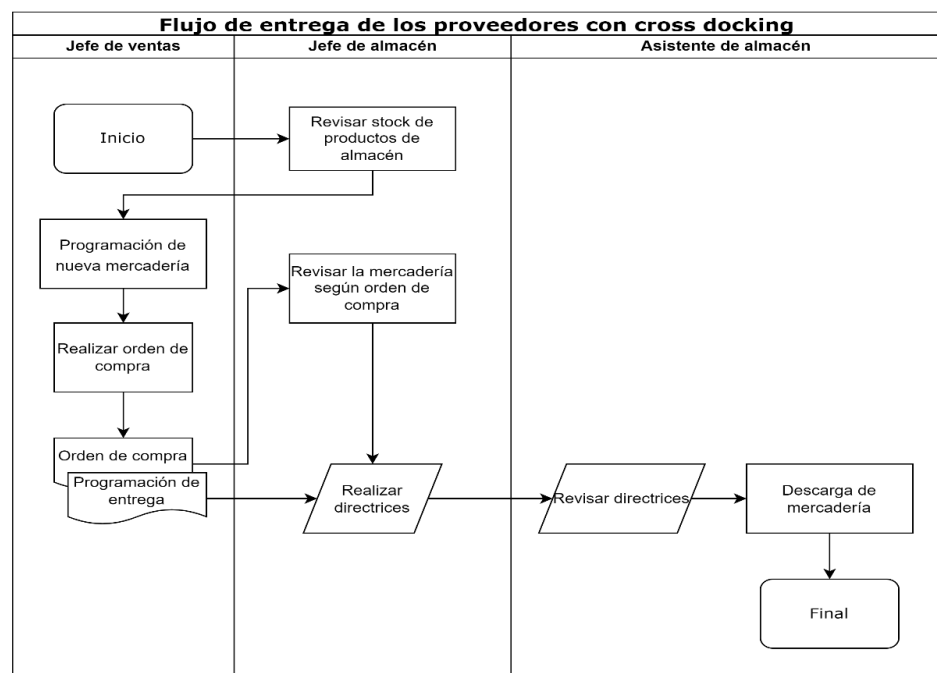 Flujo de entrega de los proveedores con cross docking
Jefe de ventas
Jefe de almacén
Asistente de almacén
Inicio
Revisar stock de
productos de
almacén
Programación de
nueva mercadería
Revisar la mercadería
según orden de
compra
Realizar orden de
compra
Orden de compra
Programación de
entrega
Realizar
directrices
Revisar directrices
Descarga de
mercadería
Final